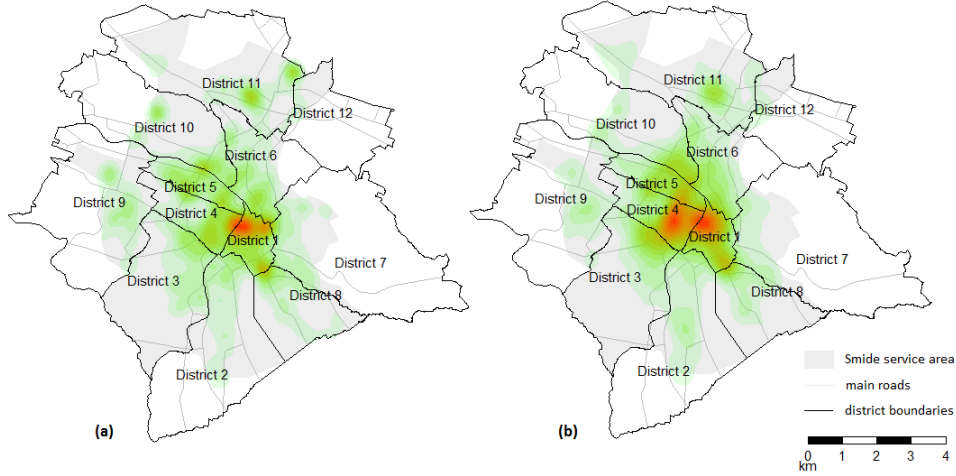 District 11
District 12
District 10
District 6
District 5
District 9
District 4
District 1
District 7
District 3
District 8
District 2
(a)
District 11
District 12
District 10
District 6
District 5
District 9
District 4
District 1
District 7
District 3
District 8
District 2
(b)
Smide service area
main roads
district boundaries
0 1 2 3 4
km